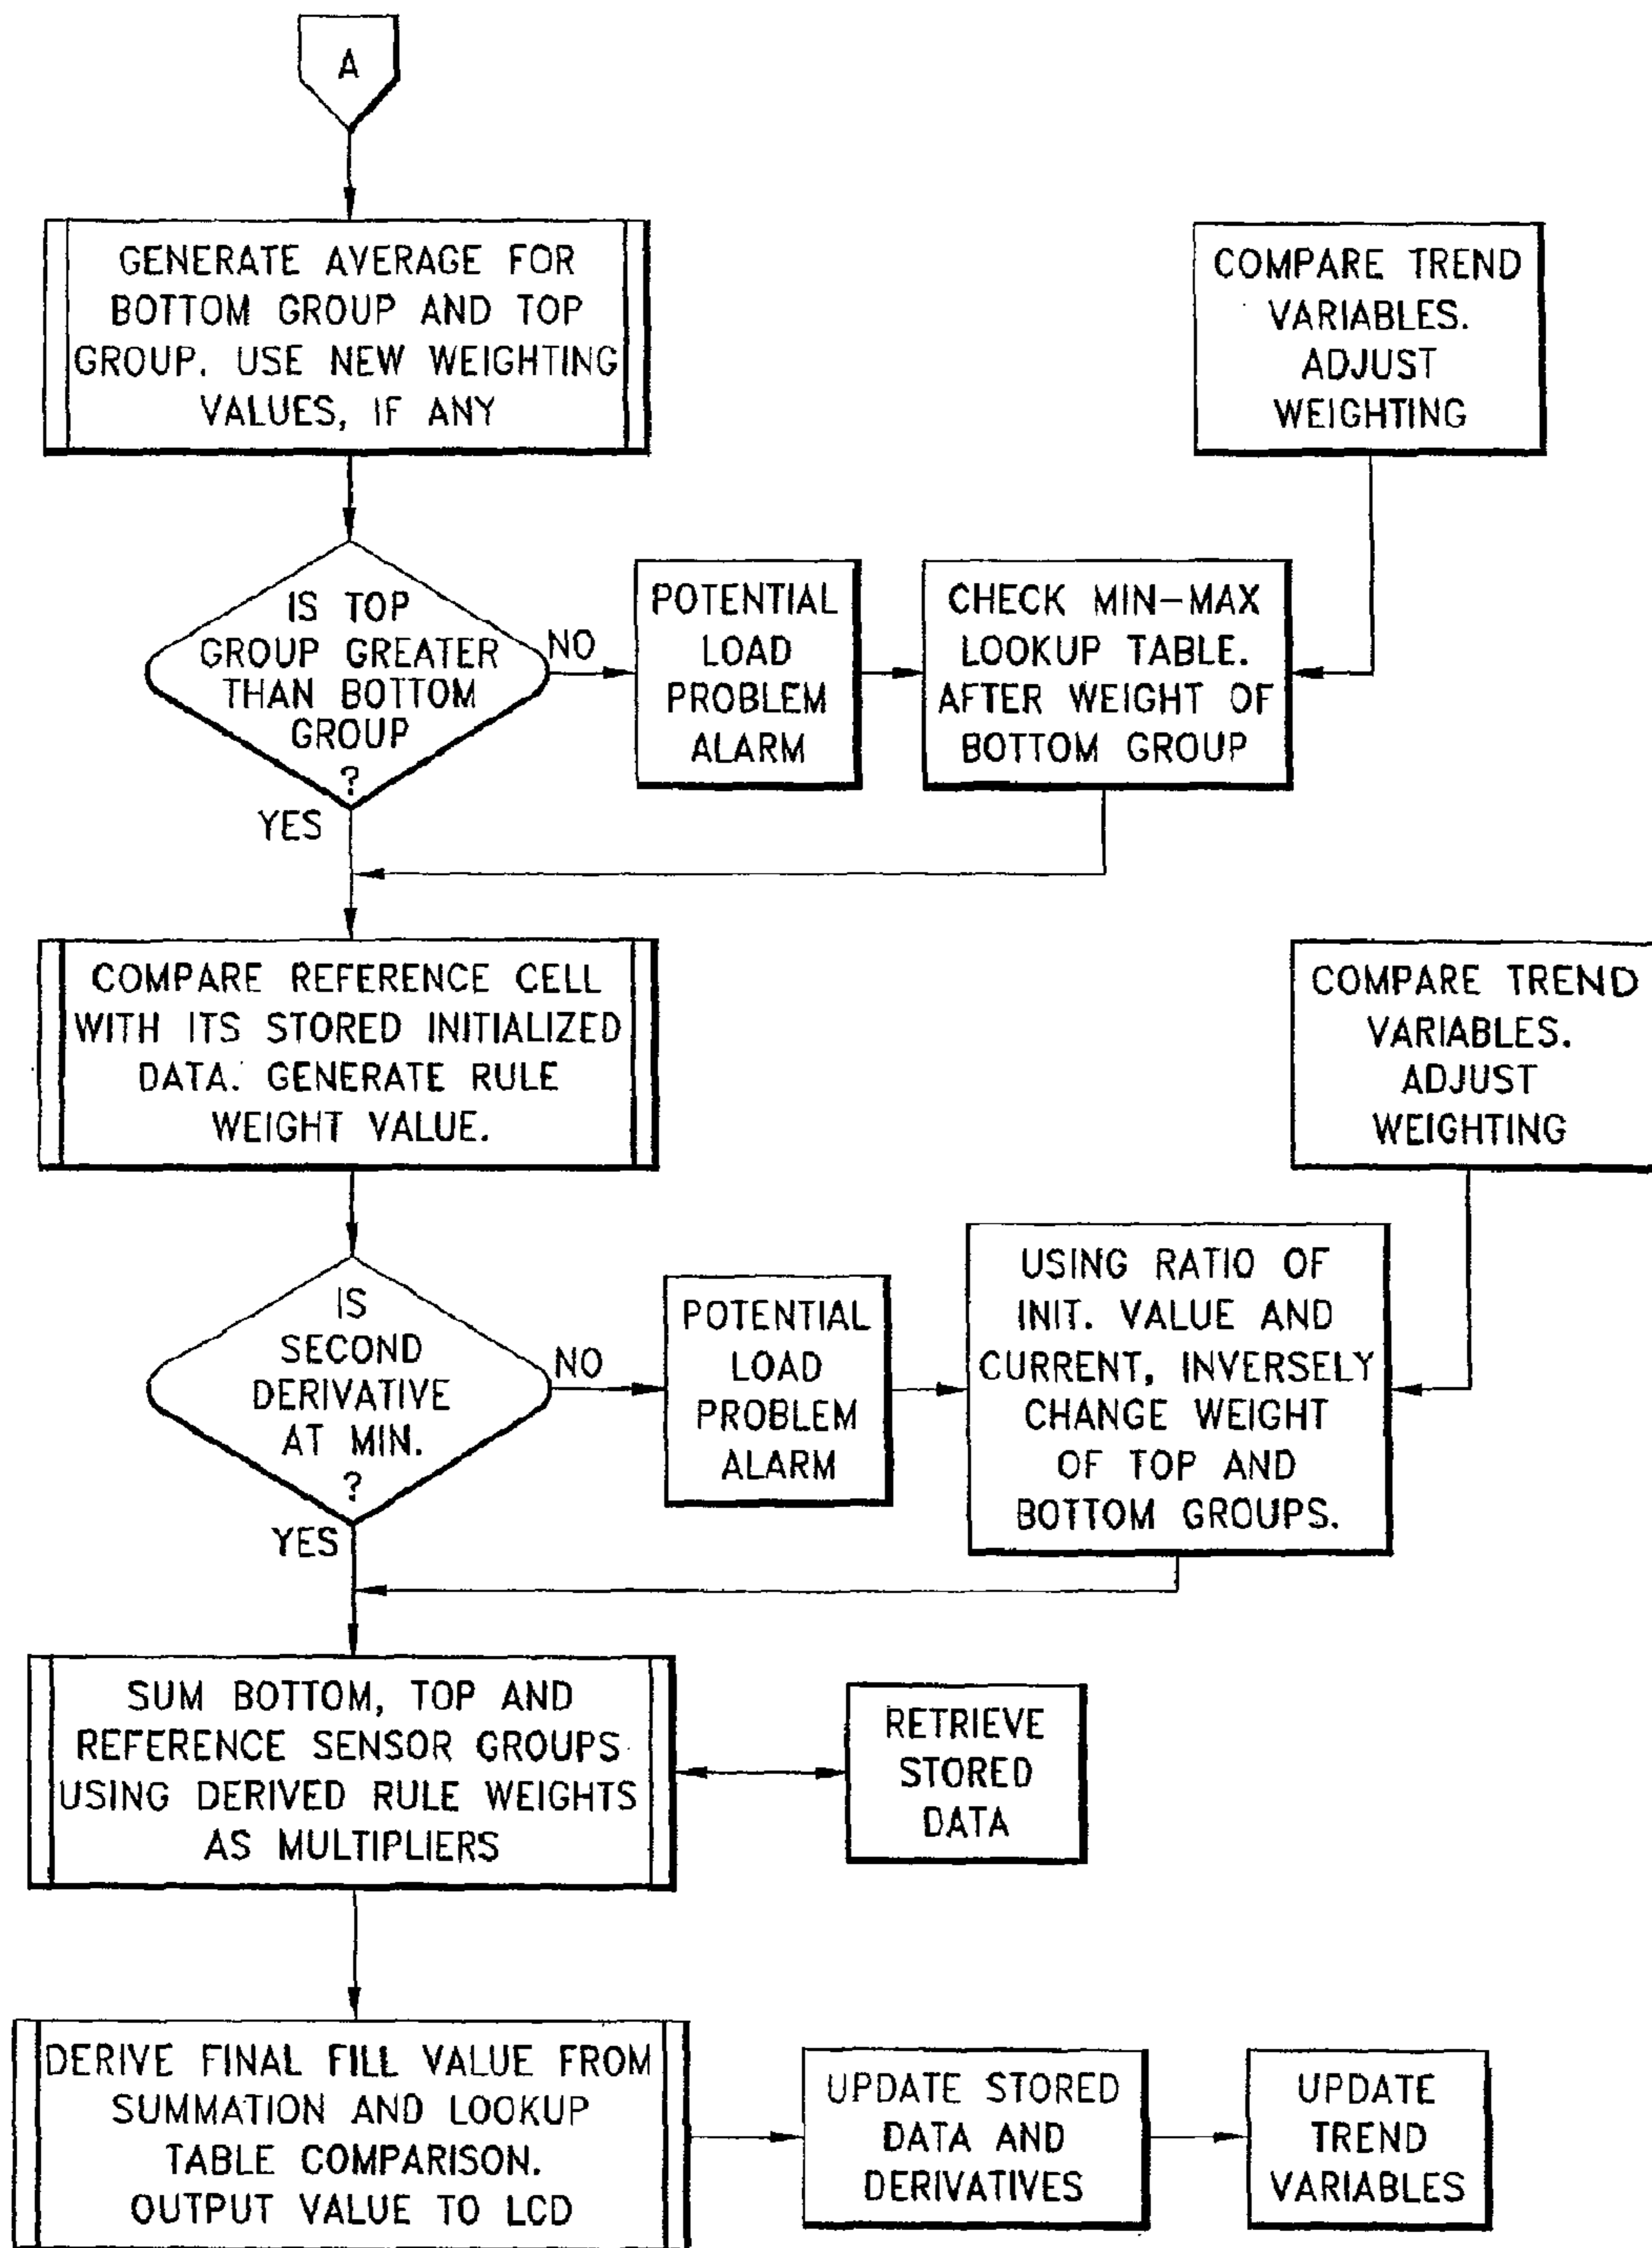 A
GENERATE AVERAGE FOR
BOTTOM GROUP AND TOP
GROUP. USE NEW WEIGHTING
VALUES, IF ANY
COMPARE TREND
VARIABLES.
ADJUST
WEIGHTING
IS TOP
GROUP GREATER
THAN BOTTOM
GROUP
?
NO
YES
POTENTIAL
LOAD
PROBLEM
ALARM
CHECK MIN-MAX
LOOKUP TABLE.
AFTER WEIGHT OF
BOTTOM GROUP
COMPARE REFERENCE CELL
WITH ITS STORED INITIALIZED
DATA. GENERATE RULE
WEIGHT VALUE.
COMPARE TREND
VARIABLES.
ADJUST
WEIGHTING
IS
SECOND
DERIVATIVE
AT MIN.
?
NO
YES
POTENTIAL
LOAD
PROBLEM
ALARM
USING RATIO OF
INIT. VALUE AND
CURRENT, INVERSELY
CHANGE WEIGHT
OF TOP AND
BOTTOM GROUPS.
SUM BOTTOM, TOP AND
REFERENCE SENSOR GROUPS
USING DERIVED RULE WEIGHTS
AS MULTIPLIERS
RETRIEVE
STORED
DATA
DERIVE FINAL FILL VALUE FROM
SUMMATION AND LOOKUP
TABLE COMPARISON.
OUTPUT VALUE TO LCD
UPDATE STORED
DATA AND
DERIVATIVES
UPDATE
TREND
VARIABLES